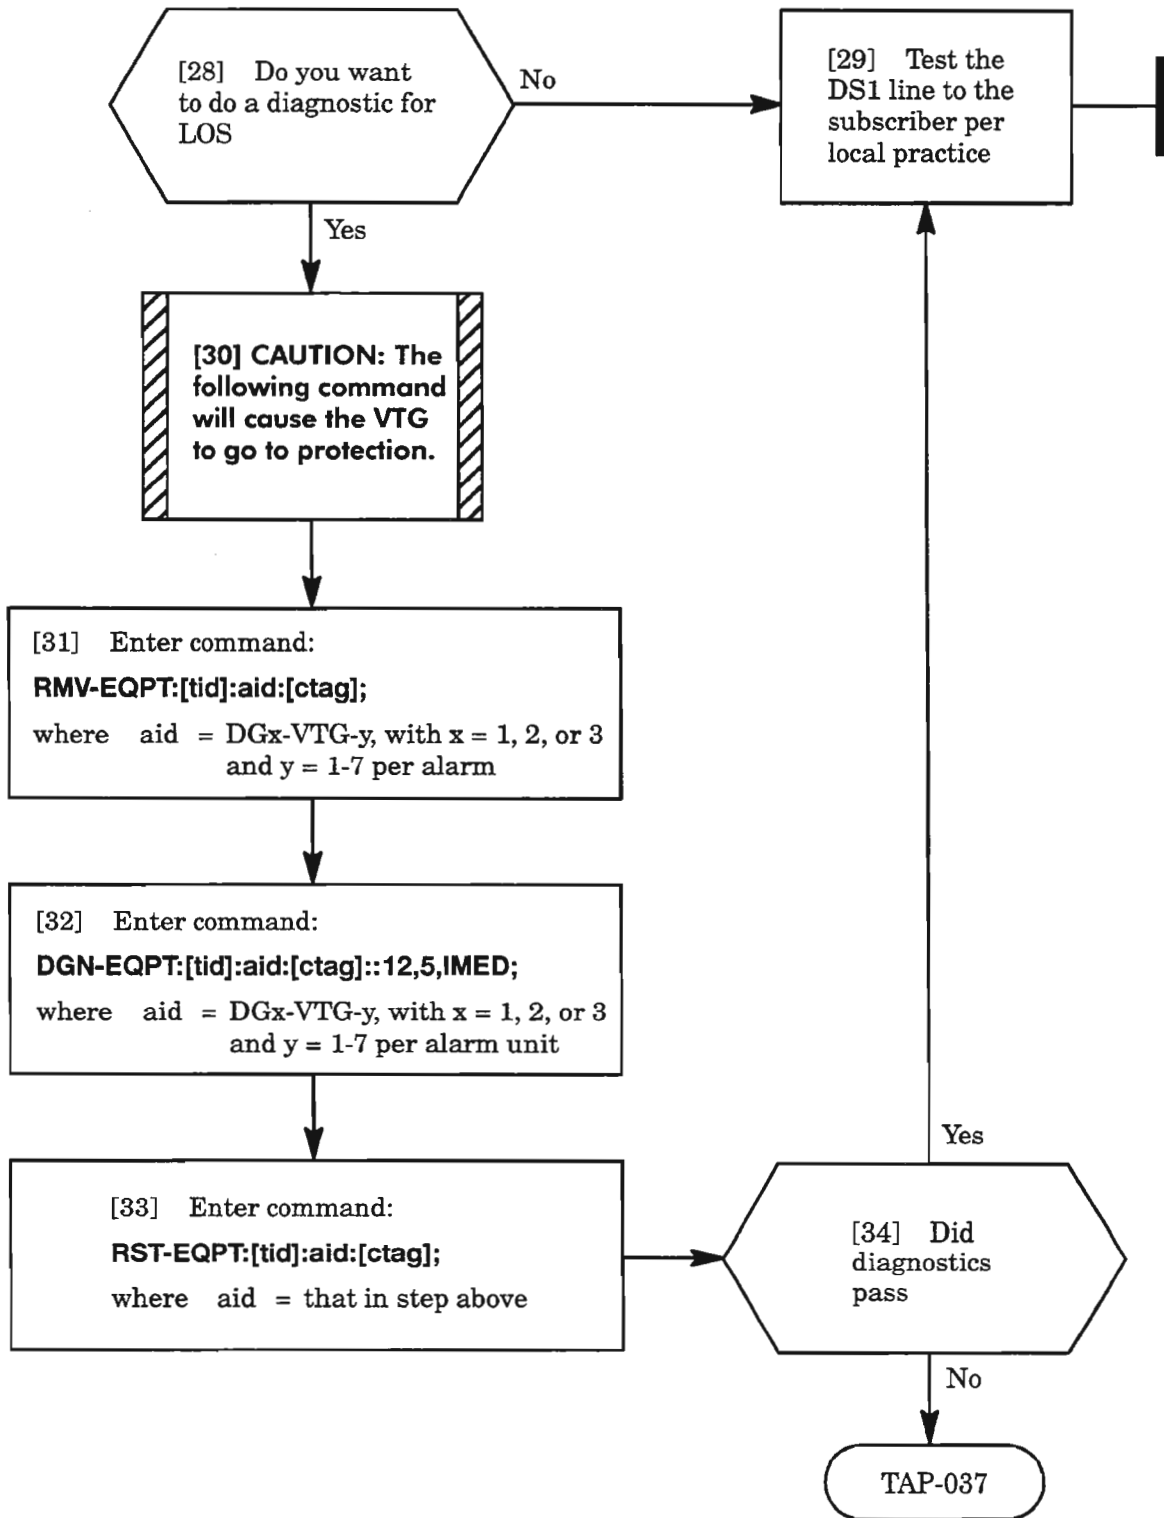 [28] Do you want
to do a diagnostic for
LOS
No
[29] Test the
DS1 line to the
subscriber per
local practice
Yes
[30] CAUTION: The
following command
will cause the VTG
to go to protection.
[31] Enter command:
RMV-EQPT:[tid]:aid:[ctag];
where aid = DGx-VTG-y, with x = 1, 2, or 3
and y = 1-7 per alarm
[32] Enter command:
DGN-EQPT:[tid]:aid:[ctag]::12,5,IMED;
where aid = DGx-VTG-y, with x = 1, 2, or 3
and y = 1-7 per alarm unit
[33] Enter command:
RST-EQPT:[tid]:aid:[ctag];
where aid = that in step above
Yes
[34] Did
diagnostics
pass
No
TAP-037